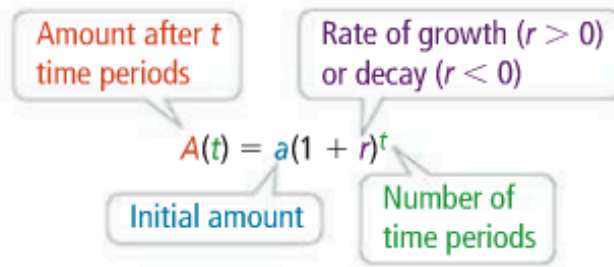 Amount after t
time periods
Rate of growth (r > 0)
or decay (r < 0)
A(t) = a(1 + r)^t
Initial amount
Number of
time periods